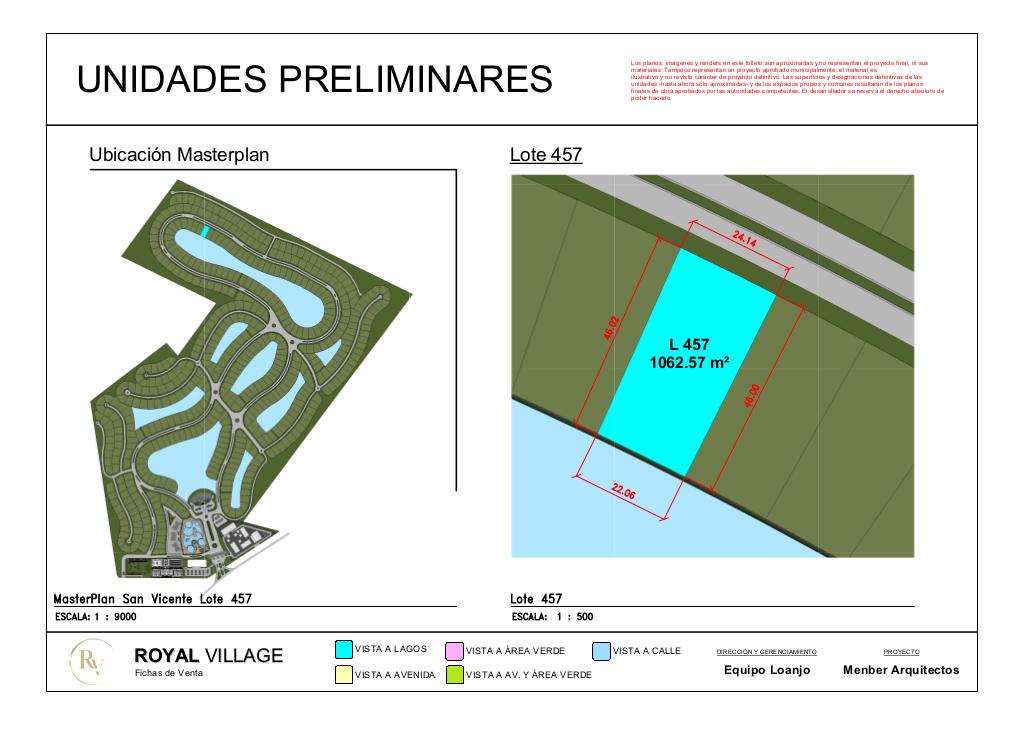 UNIDADES PRELIMINARES
Los planos, imágenes y renders en este folleto son aproximadas y no representan el proyecto final, ni sus
materiales. Tampoco representan un proyecto aprobado municipalmente, el material es
ilustrativo y no reviste carácter de proyecto definitivo. Las superficies y designaciones definitivas de las
unidades -hasta ahora sólo aproximadas- y de los espacios propios y comunes resultarán de los planos
finales de obra aprobados por las autoridades competentes. El desarrollador se reserva el derecho absoluto de
poder hacerlo.
Ubicación Masterplan
Lote 457
24.14
46.02
L 457
1062.57 m²
46.00
22.06
MasterPlan San Vicente Lote 457
ESCALA: 1 : 9000
Lote 457
ESCALA: 1 : 500
RV
ROYAL VILLAGE
Fichas de Venta
VISTA A LAGOS
VISTA A ÁREA VERDE
VISTA A CALLE
VISTA A AVENIDA
VISTA A AV. Y ÁREA VERDE
DIRECCIÓN Y GERENCIAMIENTO
Equipo Loanjo
PROYECTO
Menber Arquitectos